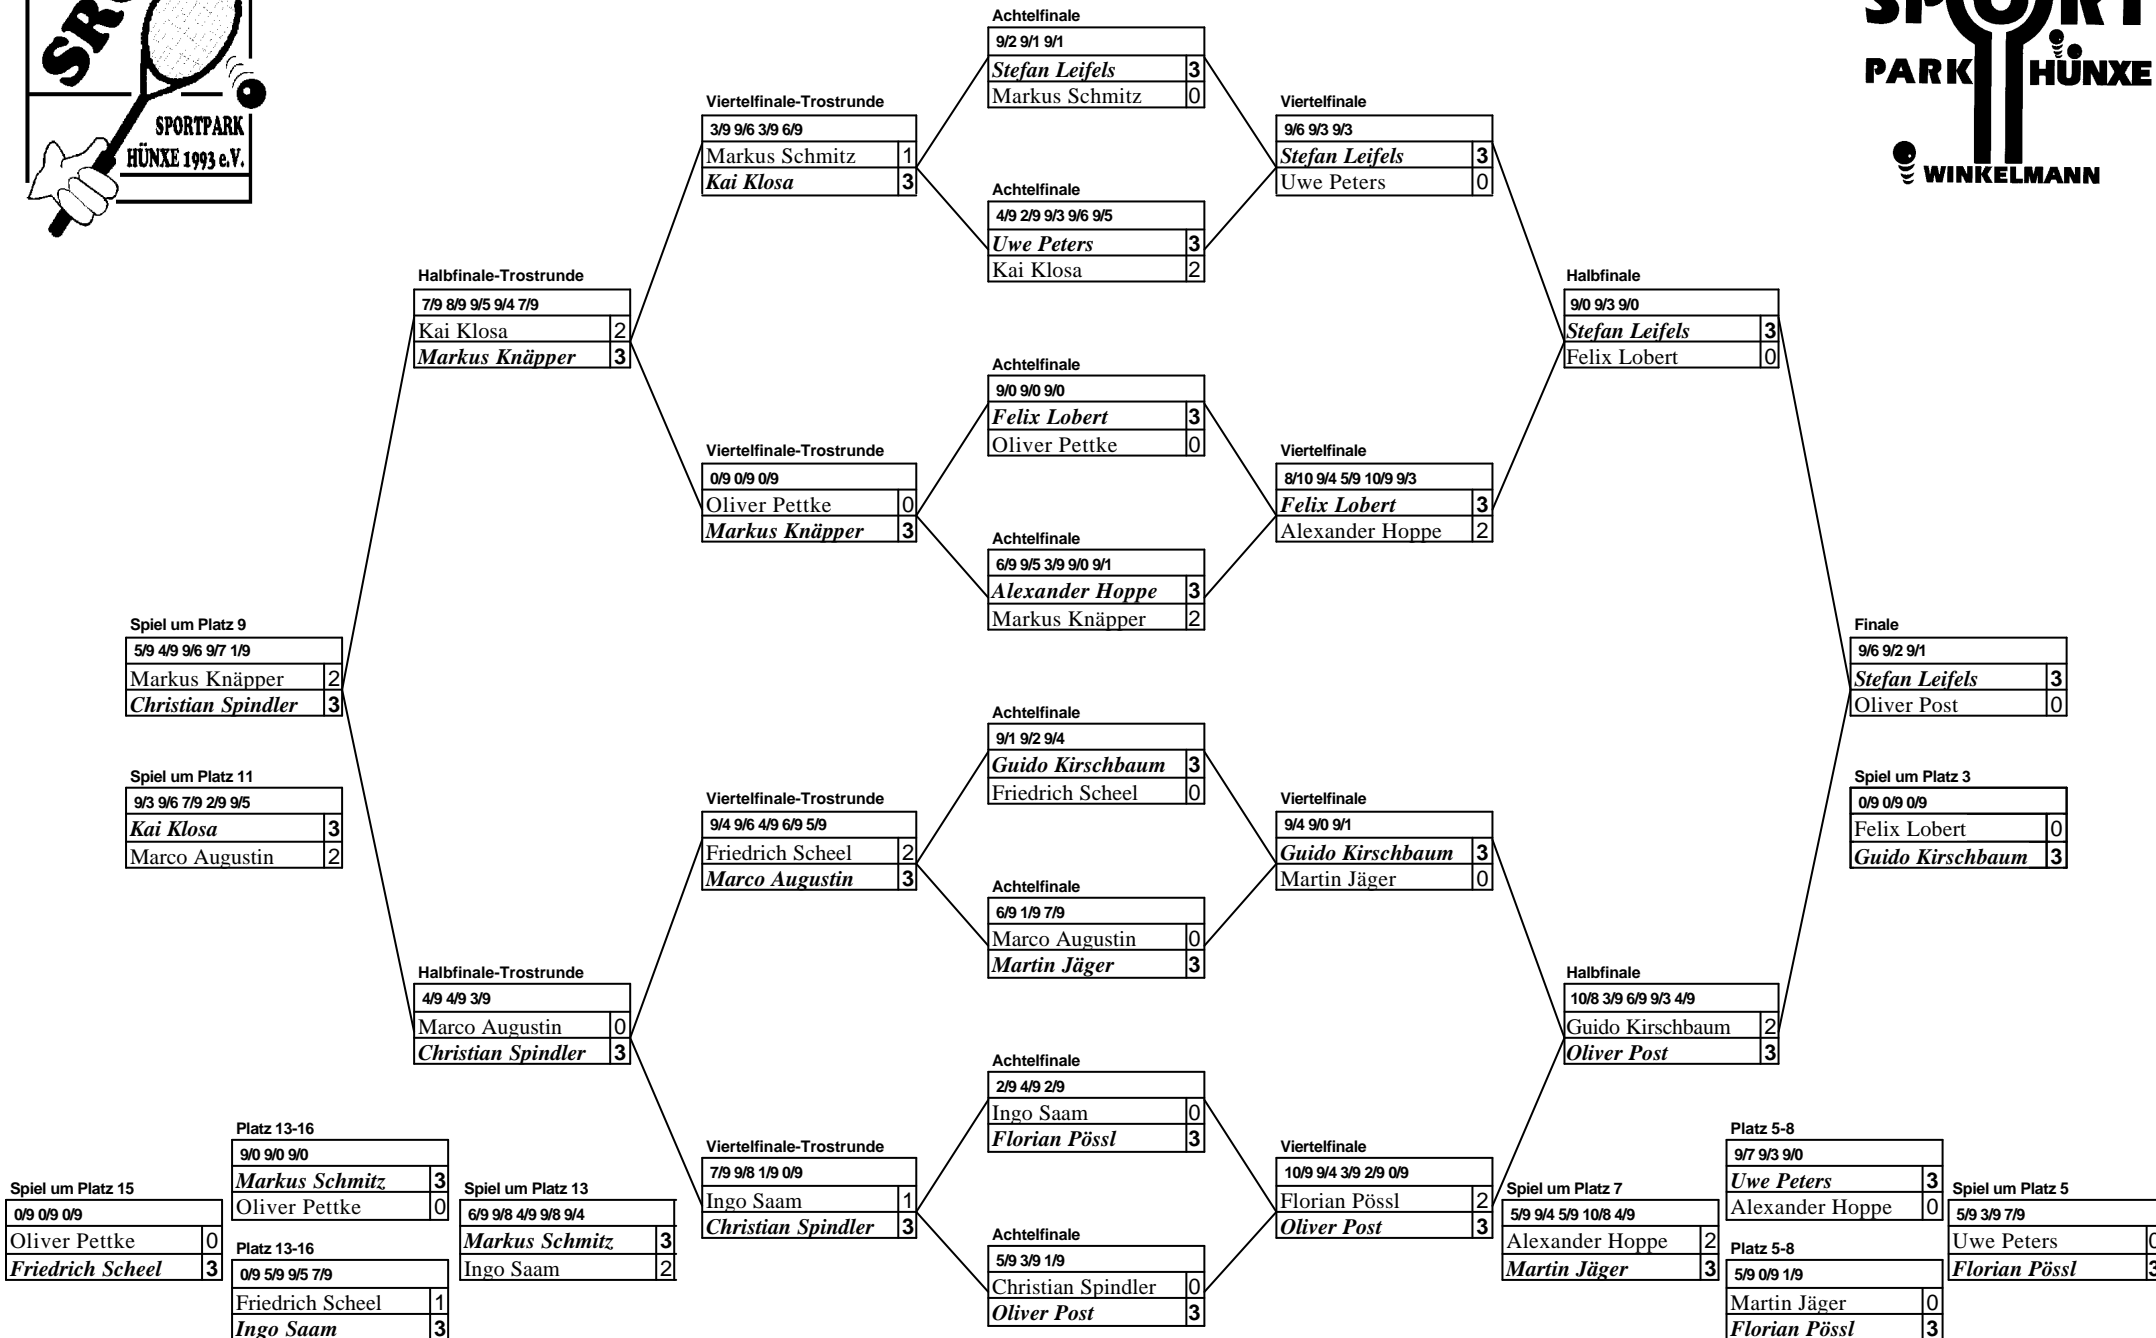 SPORTPARK
HÜNXE 1993 e.V.
SPORT
PARK HÜNXE
WINKELMANN
Achtelfinale
9/2 9/1 9/1
Stefan Leifels 3
Markus Schmitz 0
Viertelfinale-Trostrunde
3/9 9/6 3/9 6/9
Markus Schmitz 1
Kai Klosa 3
Viertelfinale
9/6 9/3 9/3
Stefan Leifels 3
Uwe Peters 0
Achtelfinale
4/9 2/9 9/3 9/6 9/5
Uwe Peters 3
Kai Klosa 2
Halbfinale-Trostrunde
7/9 8/9 9/5 9/4 7/9
Kai Klosa 2
Markus Knäpper 3
Halbfinale
9/0 9/3 9/0
Stefan Leifels 3
Felix Lobert 0
Achtelfinale
9/0 9/0 9/0
Felix Lobert 3
Oliver Pettke 0
Viertelfinale-Trostrunde
0/9 0/9 0/9
Oliver Pettke 0
Markus Knäpper 3
Viertelfinale
8/10 9/4 5/9 10/9 9/3
Felix Lobert 3
Alexander Hoppe 2
Achtelfinale
6/9 9/5 3/9 9/0 9/1
Alexander Hoppe 3
Markus Knäpper 2
Spiel um Platz 9
5/9 4/9 9/6 9/7 1/9
Markus Knäpper 2
Christian Spindler 3
Finale
9/6 9/2 9/1
Stefan Leifels 3
Oliver Post 0
Achtelfinale
9/1 9/2 9/4
Guido Kirschbaum 3
Friedrich Scheel 0
Spiel um Platz 11
9/3 9/6 7/9 2/9 9/5
Kai Klosa 3
Marco Augustin 2
Spiel um Platz 3
0/9 0/9 0/9
Felix Lobert 0
Guido Kirschbaum 3
Viertelfinale-Trostrunde
9/4 9/6 4/9 6/9 5/9
Friedrich Scheel 2
Marco Augustin 3
Viertelfinale
9/4 9/0 9/1
Guido Kirschbaum 3
Martin Jäger 0
Achtelfinale
6/9 1/9 7/9
Marco Augustin 0
Martin Jäger 3
Halbfinale-Trostrunde
4/9 4/9 3/9
Marco Augustin 0
Christian Spindler 3
Halbfinale
10/8 3/9 6/9 9/3 4/9
Guido Kirschbaum 2
Oliver Post 3
Achtelfinale
2/9 4/9 2/9
Ingo Saam 0
Florian Pössl 3
Viertelfinale-Trostrunde
7/9 9/8 1/9 0/9
Ingo Saam 1
Christian Spindler 3
Viertelfinale
10/9 9/4 3/9 2/9 0/9
Florian Pössl 2
Oliver Post 3
Achtelfinale
5/9 3/9 1/9
Christian Spindler 0
Oliver Post 3
Platz 13-16
9/0 9/0 9/0
Markus Schmitz 3
Oliver Pettke 0
Spiel um Platz 15
0/9 0/9 0/9
Oliver Pettke 0
Friedrich Scheel 3
Spiel um Platz 13
6/9 9/8 4/9 9/8 9/4
Markus Schmitz 3
Ingo Saam 2
Platz 13-16
0/9 5/9 9/5 7/9
Friedrich Scheel 1
Ingo Saam 3
Platz 5-8
9/7 9/3 9/0
Uwe Peters 3
Alexander Hoppe 0
Spiel um Platz 7
5/9 9/4 5/9 10/8 4/9
Alexander Hoppe 2
Martin Jäger 3
Spiel um Platz 5
5/9 3/9 7/9
Uwe Peters 0
Florian Pössl 3
Platz 5-8
5/9 0/9 1/9
Martin Jäger 0
Florian Pössl 3